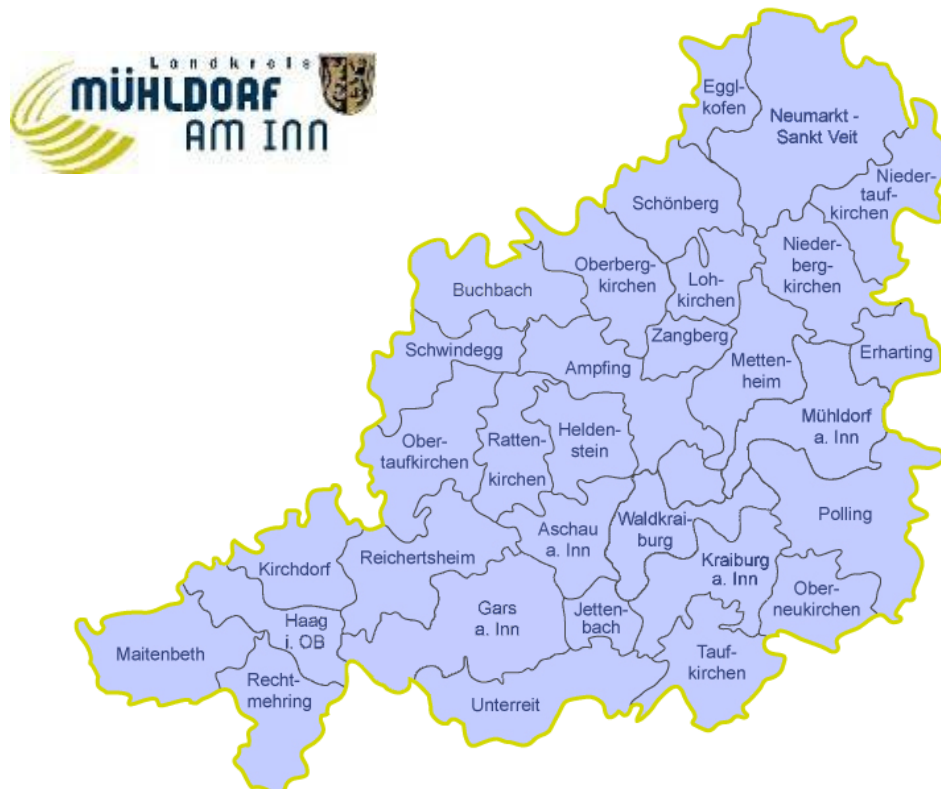 Landkreis
MÜHLDORF
AM INN
Eggl-
kofen
Neumarkt -
Sankt Veit
Nieder-
tauf-
kirchen
Schönberg
Oberberg-
kirchen
Loh-
kirchen
Nieder-
berg-
kirchen
Buchbach
Zangberg
Erharting
Schwindegg
Ampfing
Metten-
heim
Mühldorf
a. Inn
Ober-
taufkirchen
Ratten-
kirchen
Helden-
stein
Aschau
a. Inn
Waldkrai-
burg
Polling
Kirchdorf
Reichertsheim
Kraiburg
a. Inn
Ober-
neukirchen
Haag
i. OB
Gars
a. Inn
Jetten-
bach
Maitenbeth
Recht-
mehring
Unterreit
Tauf-
kirchen